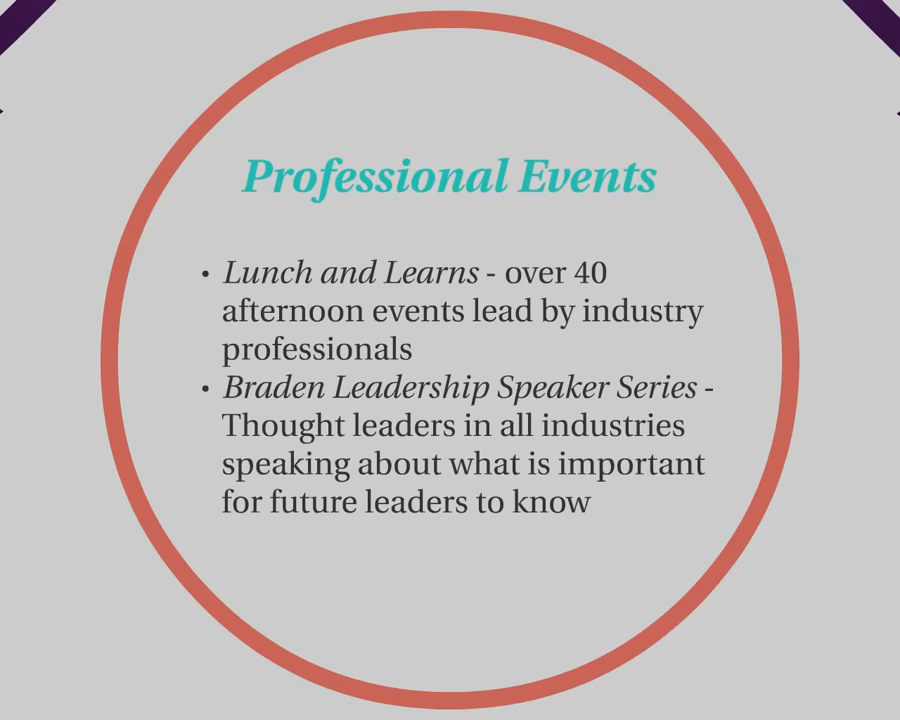 Professional Events
• Lunch and Learns - over 40
afternoon events lead by industry
professionals
• Braden Leadership Speaker Series -
Thought leaders in all industries
speaking about what is important
for future leaders to know